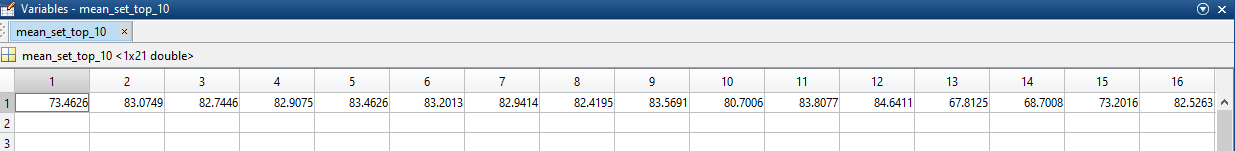 Variables - mean_set_top_10
mean_set_top_10 ×
mean_set_top_10 <1x21 double>
1 2 3 4 5 6 7 8 9 10 11 12 13 14 15 16
1 73.4626 83.0749 82.7446 82.9075 83.4626 83.2013 82.9414 82.4195 83.5691 80.7006 83.8077 84.6411 67.8125 68.7008 73.2016 82.5263
2
3